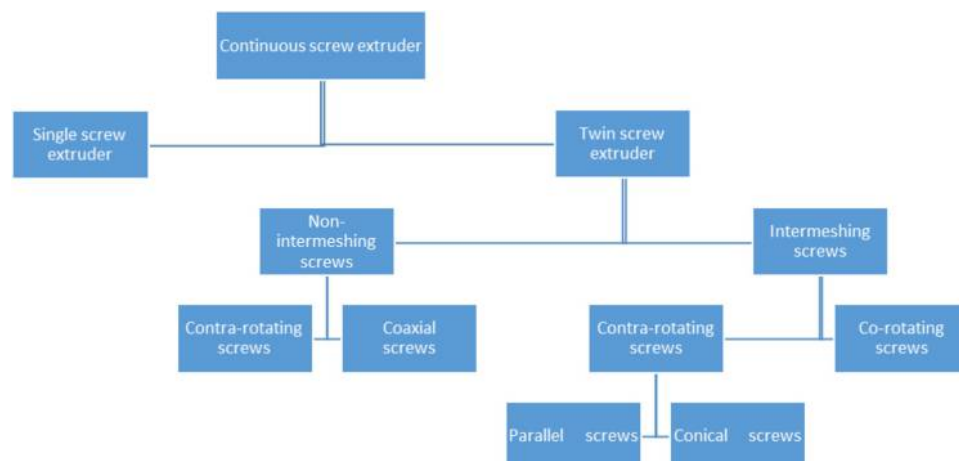 Continuous screw extruder
Single screw
extruder
Twin screw
extruder
Non-
intermeshing
screws
Intermeshing
screws
Contra-rotating
screws
Coaxial
screws
Contra-rotating
screws
Co-rotating
screws
Parallel screws
Conical screws